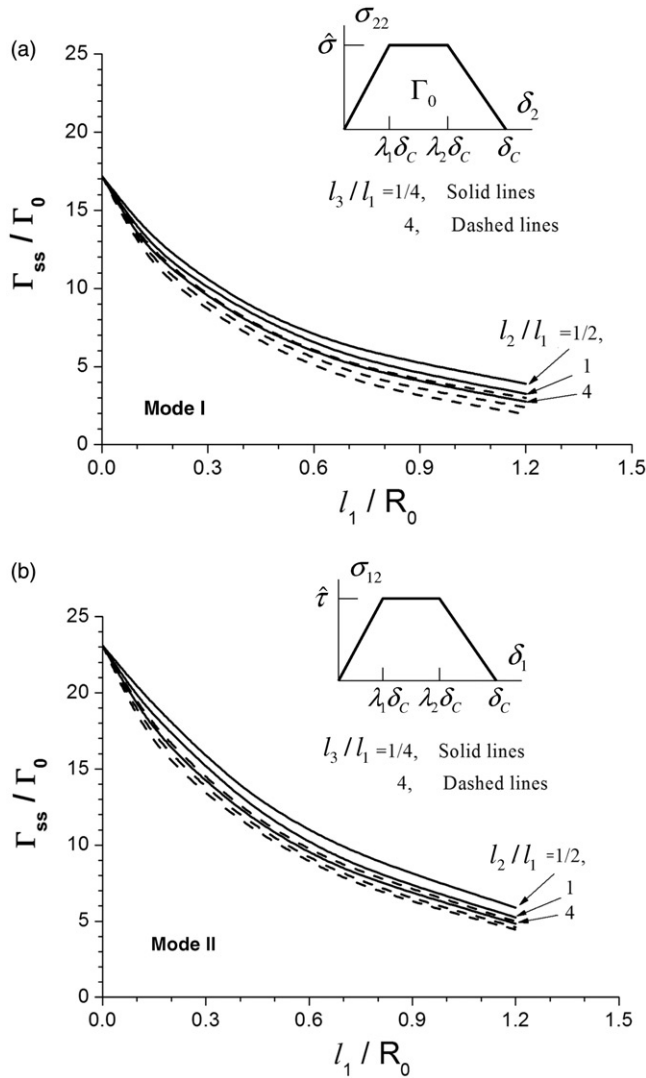 (a)
σ22
σ̂
Γ0
δ2
λ1δC λ2δC δC
l3/l1 =1/4, Solid lines
4, Dashed lines
l2/l1 =1/2,
1
4
Mode I
Γss / Γ0
25
20
15
10
5
0
0.0 0.3 0.6 0.9 1.2 1.5
l1 / R0
(b)
σ12
τ̂
δ1
λ1δC λ2δC δC
l3/l1 =1/4, Solid lines
4, Dashed lines
l2/l1 =1/2,
1
4
Mode II
Γss / Γ0
25
20
15
10
5
0
0.0 0.3 0.6 0.9 1.2 1.5
l1 / R0